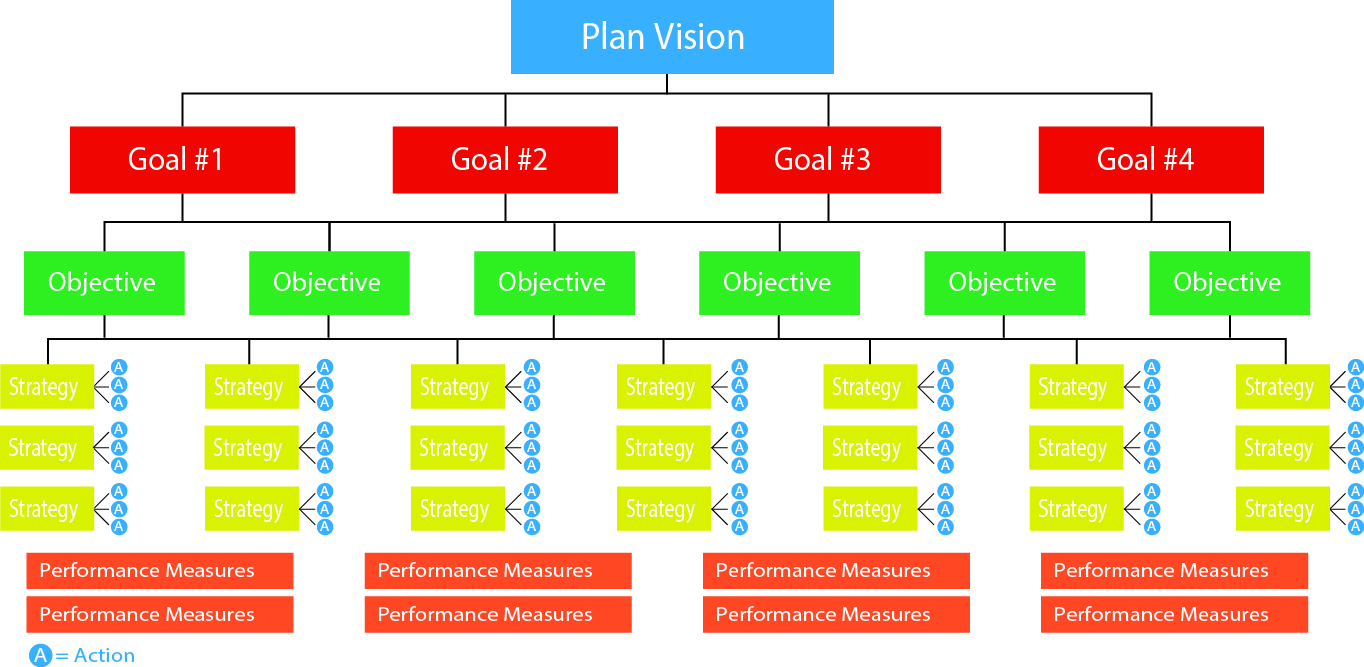 Plan Vision
Goal #1 Goal #2 Goal #3 Goal #4
Objective Objective Objective Objective Objective Objective
A A A A A A A
Strategy A Strategy A Strategy A Strategy A Strategy A Strategy A Strategy A
A A A A A A A
A A A A A A A
Strategy A Strategy A Strategy A Strategy A Strategy A Strategy A Strategy A
A A A A A A A
A A A A A A A
Strategy A Strategy A Strategy A Strategy A Strategy A Strategy A Strategy A
A A A A A A A
Performance Measures Performance Measures Performance Measures Performance Measures
Performance Measures Performance Measures Performance Measures Performance Measures
A = Action